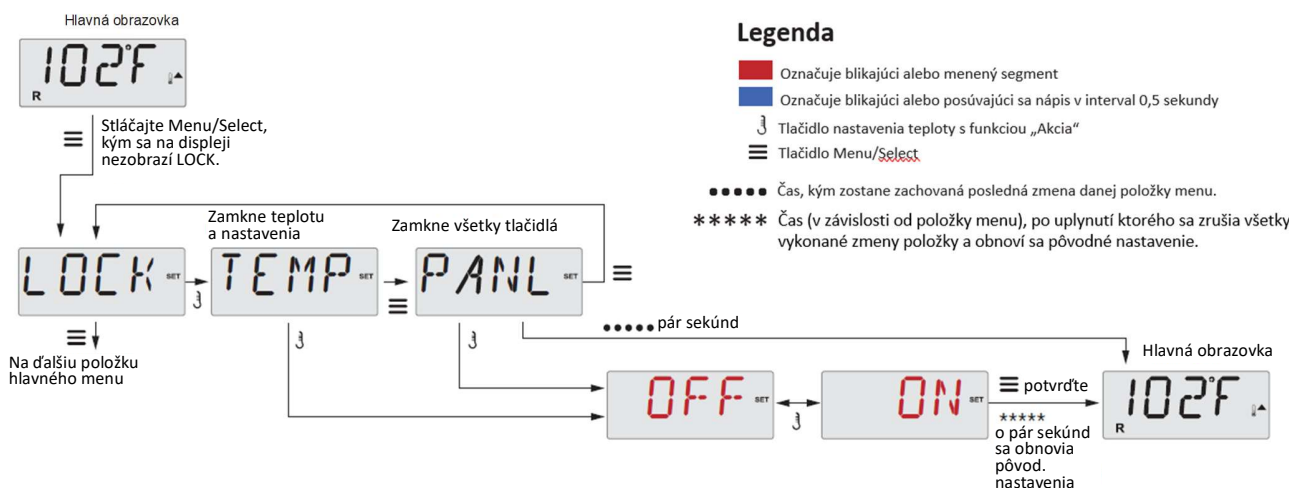 Hlavná obrazovka
102°F
R
Stláčajte Menu/Select,
kým sa na displeji
nezobrazí LOCK.
Legenda
Označuje blikajúci alebo menený segment
Označuje blikajúci alebo posúvajúci sa nápis v interval 0,5 sekundy
Tlačidlo nastavenia teploty s funkciou „Akcia“
Tlačidlo Menu/Select
••••• Čas, kým zostane zachovaná posledná zmena danej položky menu.
***** Čas (v závislosti od položky menu), po uplynutí ktorého sa zrušia všetky
vykonané zmeny položky a obnoví sa pôvodné nastavenie.
Zamkne teplotu
a nastavenia
Zamkne všetky tlačidlá
LOCK SET
TEMP SET
PANL SET
Na ďalšiu položku
hlavného menu
••••• pár sekúnd
OFF SET
ON SET
potvrďte
*****
o pár sekúnd
sa obnovia
pôvod.
nastavenia
Hlavná obrazovka
102°F
R